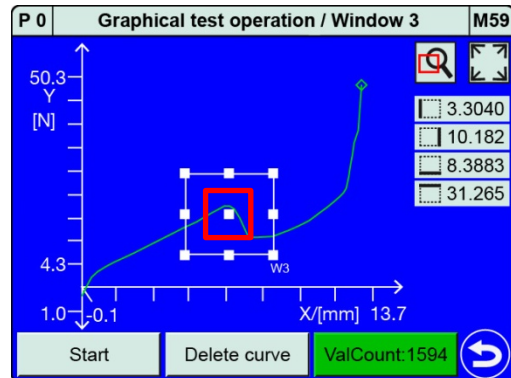 P 0 Graphical test operation / Window 3 M59
50.3
Y
[N]
3.3040
10.182
8.3883
31.265
4.3
W3
1.0 -0.1 X/[mm] 13.7
Start Delete curve ValCount:1594